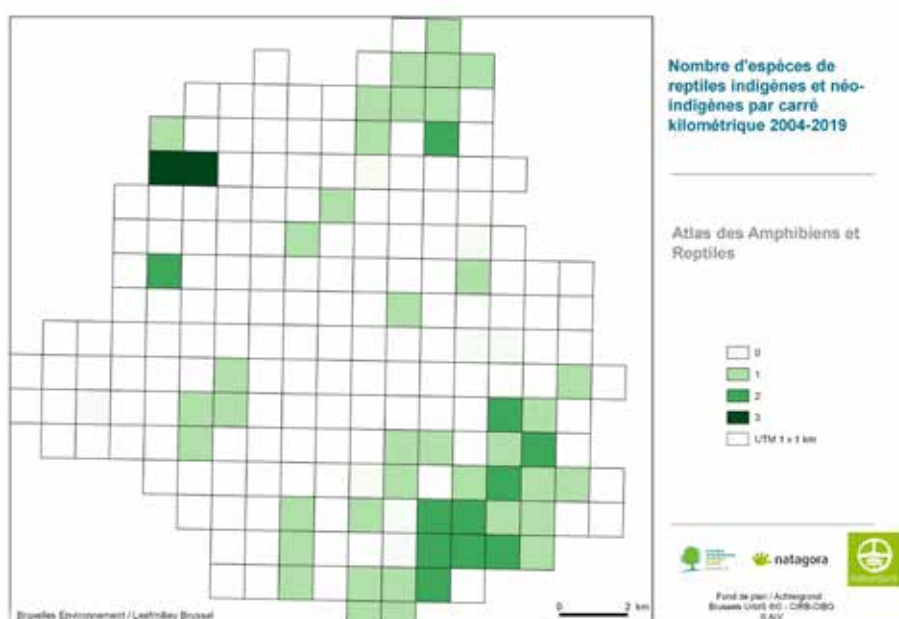 Nombre d'espèces de
reptiles indigènes et néo-
indigènes par carré
kilométrique 2004-2019
Atlas des Amphibiens et
Reptiles
0
1
2
3
UTM 1 x 1 km
natagora
Fond de plan / Achtergrond
Bruxelles Environnement / Leefmilieu Brussel
0 2 km